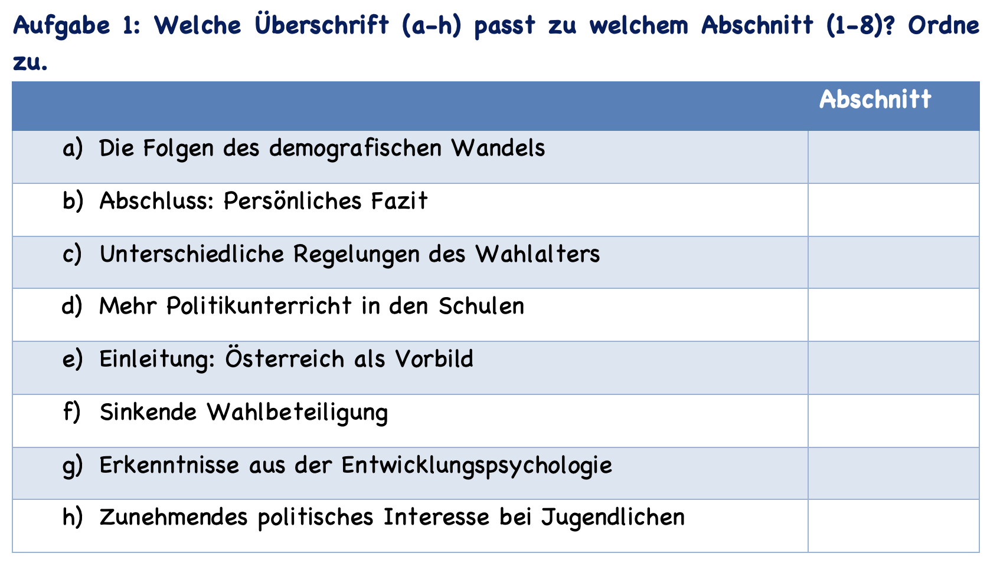 Aufgabe 1: Welche Überschrift (a-h) passt zu welchem Abschnitt (1-8)? Ordne
zu.
Abschnitt
a) Die Folgen des demografischen Wandels
b) Abschluss: Persönliches Fazit
c) Unterschiedliche Regelungen des Wahlalters
d) Mehr Politikunterricht in den Schulen
e) Einleitung: Österreich als Vorbild
f) Sinkende Wahlbeteiligung
g) Erkenntnisse aus der Entwicklungspsychologie
h) Zunehmendes politisches Interesse bei Jugendlichen